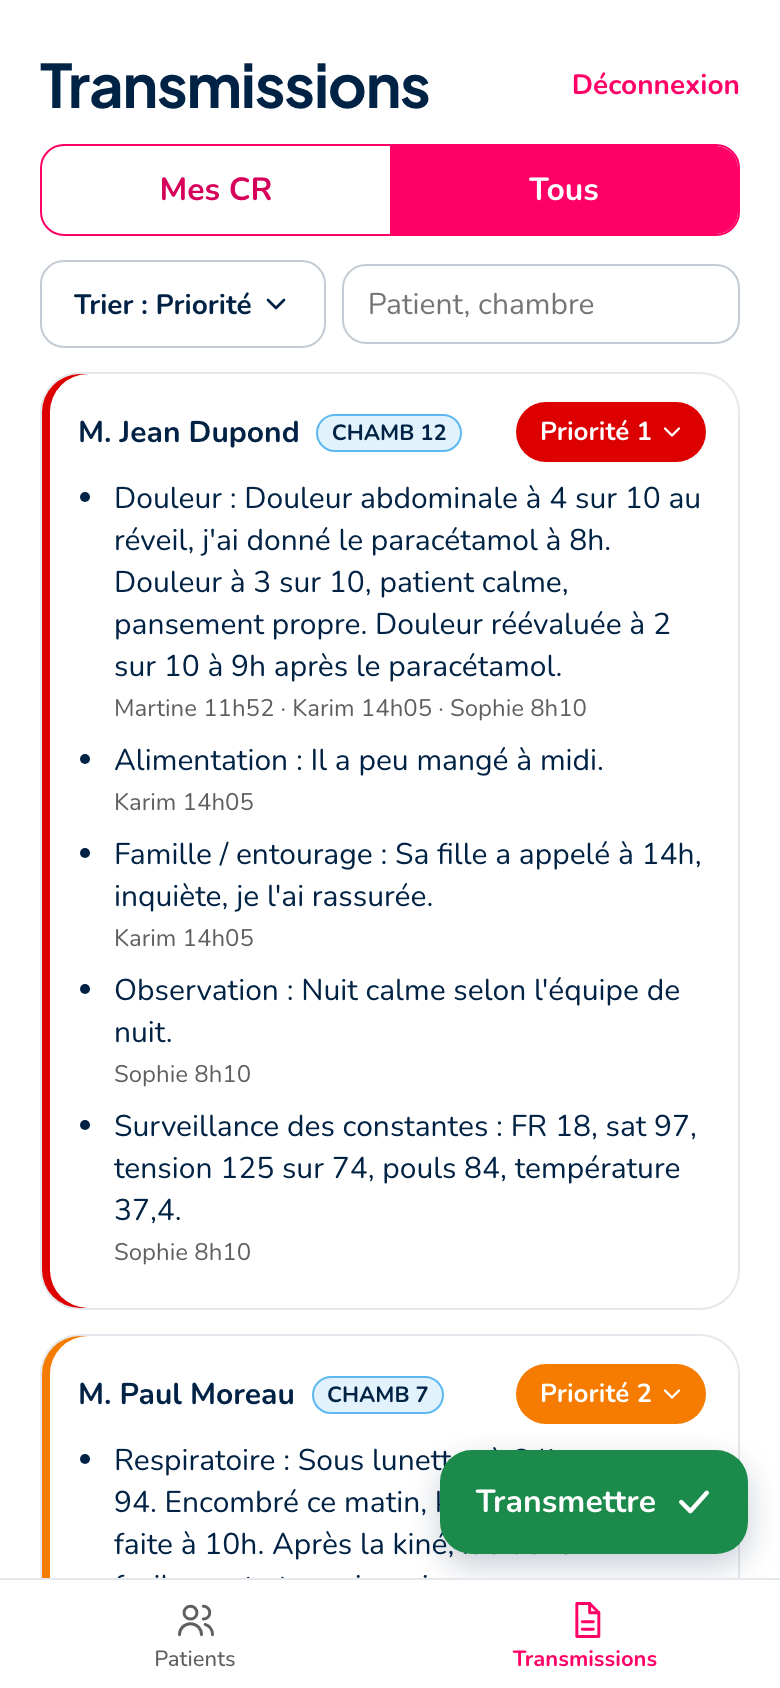 Transmissions
Déconnexion
Mes CR
Tous
Trier : Priorité
Patient, chambre
M. Jean Dupond
CHAMB 12
Priorité 1
Douleur : Douleur abdominale à 4 sur 10 au
réveil, j'ai donné le paracétamol à 8h.
Douleur à 3 sur 10, patient calme,
pansement propre. Douleur réévaluée à 2
sur 10 à 9h après le paracétamol.
Martine 11h52 · Karim 14h05 · Sophie 8h10
Alimentation : Il a peu mangé à midi.
Karim 14h05
Famille / entourage : Sa fille a appelé à 14h,
inquiète, je l'ai rassurée.
Karim 14h05
Observation : Nuit calme selon l'équipe de
nuit.
Sophie 8h10
Surveillance des constantes : FR 18, sat 97,
tension 125 sur 74, pouls 84, température
37,4.
Sophie 8h10
M. Paul Moreau
CHAMB 7
Priorité 2
Respiratoire : Sous
94. Encombré ce matin,
faite à 10h. Après la kiné,
Transmettre
Patients
Transmissions